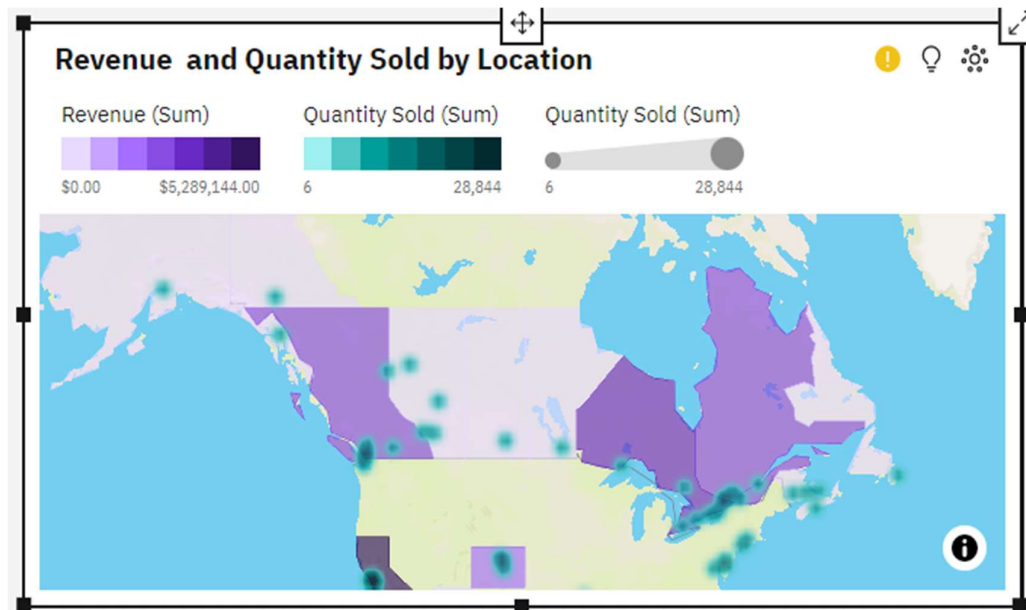 Revenue  and Quantity Sold by Location
Revenue (Sum)
$0.00 $5,289,144.00
Quantity Sold (Sum)
6 28,844
Quantity Sold (Sum)
6 28,844